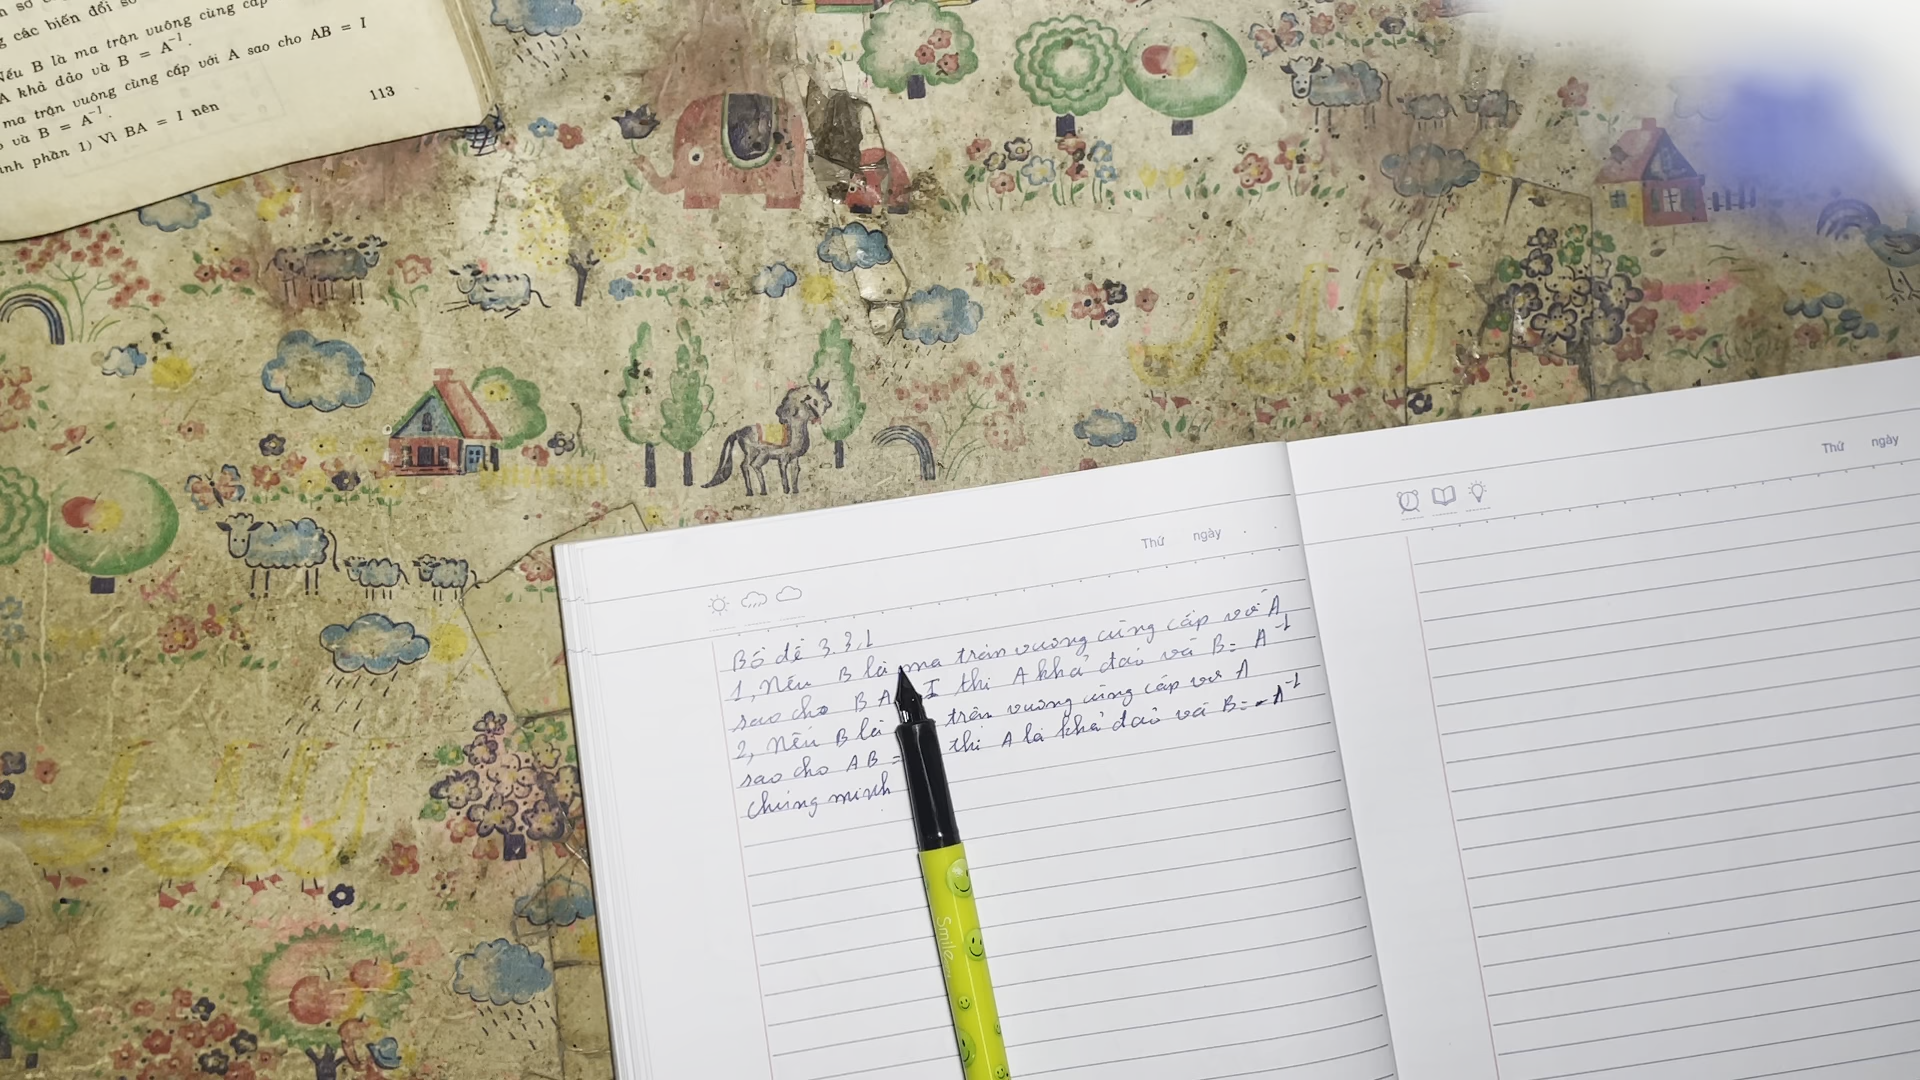 g các biến đổi sơ
Nếu B là ma trận vuông cùng cấp
A khả đảo và B = A⁻¹.
ma trận vuông cùng cấp với A sao cho AB = I
và B = A⁻¹.
inh phần 1) Vì BA = I nên
113
Thứ ngày
Bổ đề 3.3.1
1, Nếu B là ma trận vuông cùng cấp với A
sao cho BA I thì A khả đảo và B = A⁻¹
2, Nếu B là trận vuông cùng cấp với A
sao cho AB = thì A là khả đảo và B = A⁻¹
chứng minh
Smile
Thứ ngày